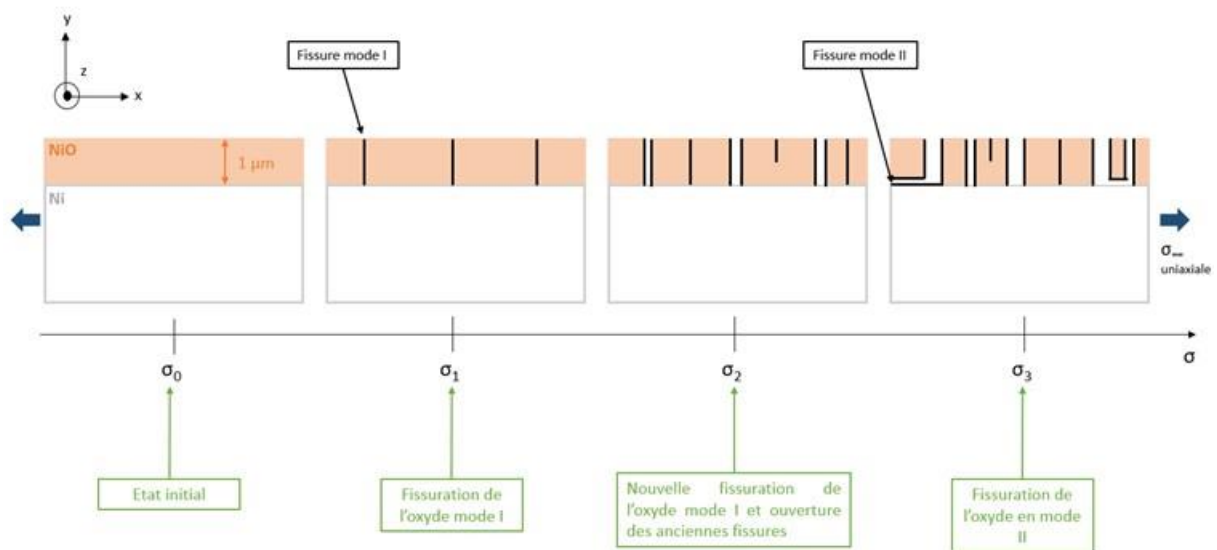 y
z
x
Fissure mode I
Fissure mode II
NiO
1 μm
Ni
σ∞
uniaxiale
σ
σ0
σ1
σ2
σ3
Etat initial
Fissuration de
l'oxyde mode I
Nouvelle fissuration de
l'oxyde mode I et ouverture
des anciennes fissures
Fissuration de
l'oxyde en mode
II